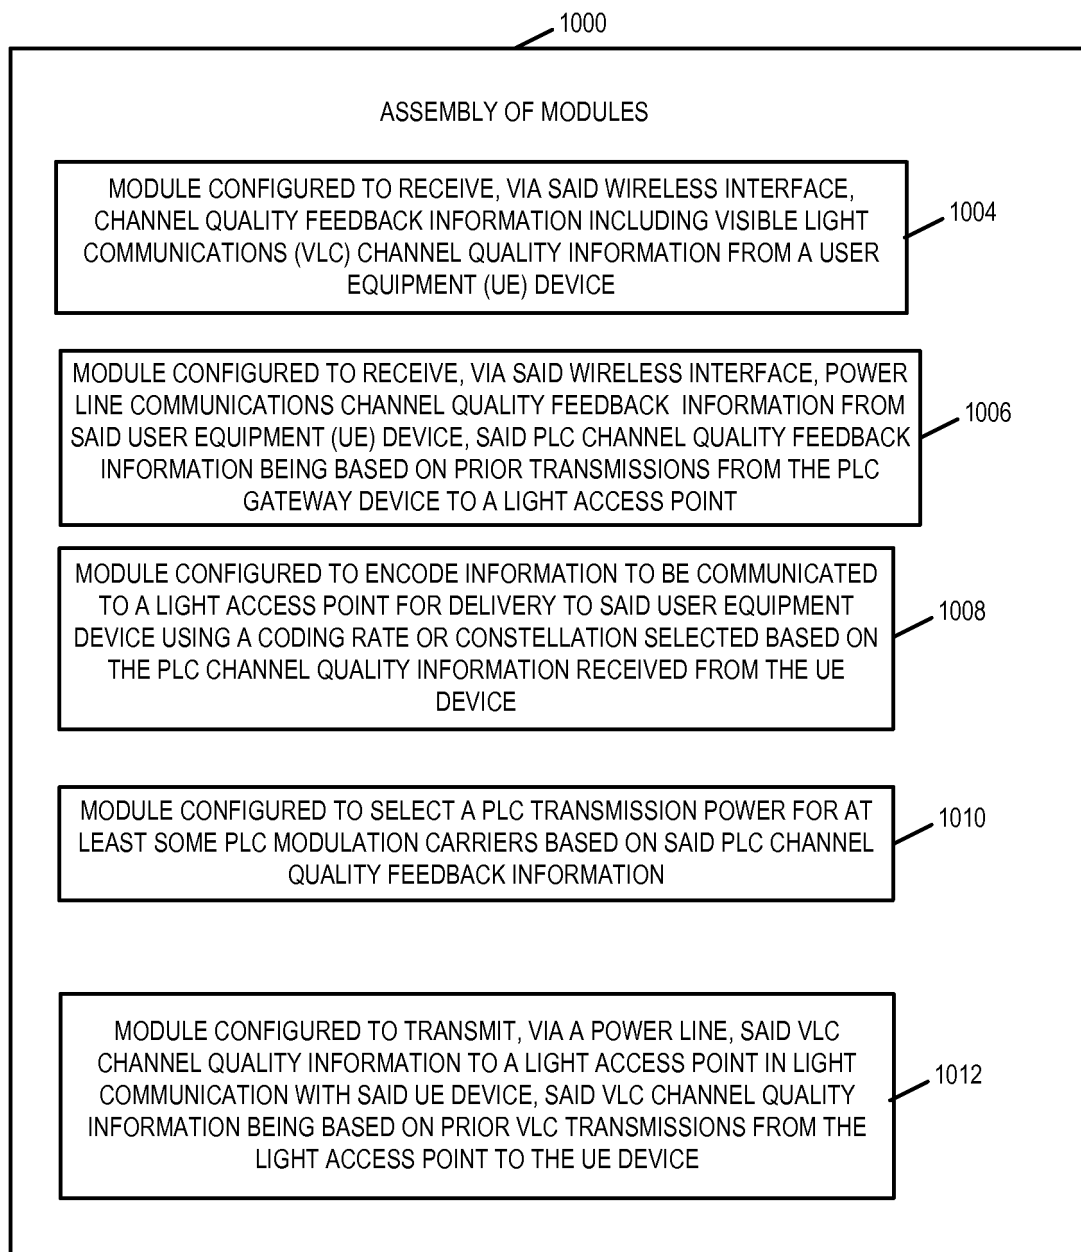 1000
ASSEMBLY OF MODULES
MODULE CONFIGURED TO RECEIVE, VIA SAID WIRELESS INTERFACE,
CHANNEL QUALITY FEEDBACK INFORMATION INCLUDING VISIBLE LIGHT
COMMUNICATIONS (VLC) CHANNEL QUALITY INFORMATION FROM A USER
EQUIPMENT (UE) DEVICE
1004
MODULE CONFIGURED TO RECEIVE, VIA SAID WIRELESS INTERFACE, POWER
LINE COMMUNICATIONS CHANNEL QUALITY FEEDBACK INFORMATION FROM
SAID USER EQUIPMENT (UE) DEVICE, SAID PLC CHANNEL QUALITY FEEDBACK
INFORMATION BEING BASED ON PRIOR TRANSMISSIONS FROM THE PLC
GATEWAY DEVICE TO A LIGHT ACCESS POINT
1006
MODULE CONFIGURED TO ENCODE INFORMATION TO BE COMMUNICATED
TO A LIGHT ACCESS POINT FOR DELIVERY TO SAID USER EQUIPMENT
DEVICE USING A CODING RATE OR CONSTELLATION SELECTED BASED ON
THE PLC CHANNEL QUALITY INFORMATION RECEIVED FROM THE UE
DEVICE
1008
MODULE CONFIGURED TO SELECT A PLC TRANSMISSION POWER FOR AT
LEAST SOME PLC MODULATION CARRIERS BASED ON SAID PLC CHANNEL
QUALITY FEEDBACK INFORMATION
1010
MODULE CONFIGURED TO TRANSMIT, VIA A POWER LINE, SAID VLC
CHANNEL QUALITY INFORMATION TO A LIGHT ACCESS POINT IN LIGHT
COMMUNICATION WITH SAID UE DEVICE, SAID VLC CHANNEL QUALITY
INFORMATION BEING BASED ON PRIOR VLC TRANSMISSIONS FROM THE
LIGHT ACCESS POINT TO THE UE DEVICE
1012